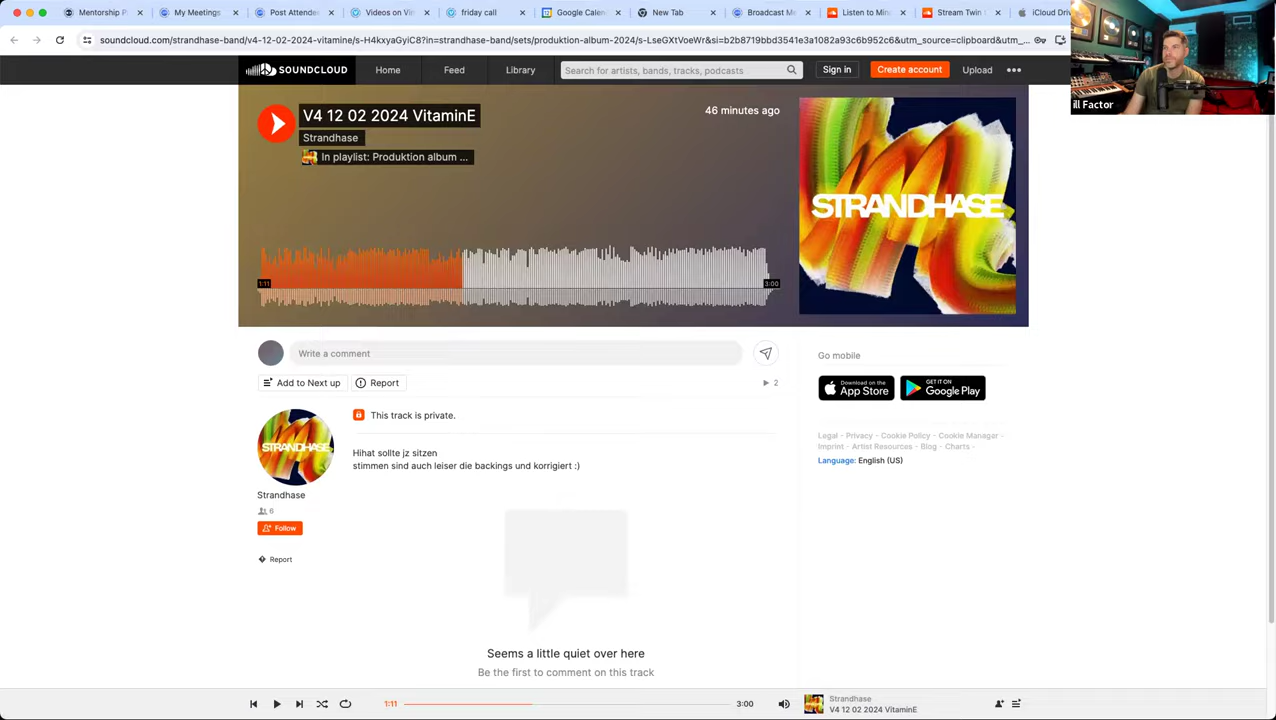 Mentorship P
My Meetings
Post Attende
Videos on Vi
friday call
Google Calen
New Tab
Broadcast M
Listen to Min
Stream Twin
iCloud Driv
soundcloud.com/strandhase-band/v4-12-02-2024-vitamine/s-H4kxyaGyiC8?in=strandhase-band/sets/produktion-album-2024/s-LseGXtVoeWr&si=b2b8719bbd3541e3a1082a93c6b952c6&utm_source=clipboard&utm_...
SOUNDCLOUD
Home
Feed
Library
Search for artists, bands, tracks, podcasts
Sign in
Create account
Upload
ill Factor
V4 12 02 2024 VitaminE
46 minutes ago
Strandhase
In playlist: Produktion album ...
STRANDHASE
1:11
3:00
Write a comment
Go mobile
Add to Next up
Report
2
Download on the
App Store
GET IT ON
Google Play
This track is private.
Legal - Privacy - Cookie Policy - Cookie Manager -
Imprint - Artist Resources - Blog - Charts -
Language: English (US)
Hihat sollte jz sitzen
stimmen sind auch leiser die backings und korrigiert :)
STRANDHASE
Strandhase
6
Follow
Report
Seems a little quiet over here
Be the first to comment on this track
1:11
3:00
Strandhase
V4 12 02 2024 VitaminE